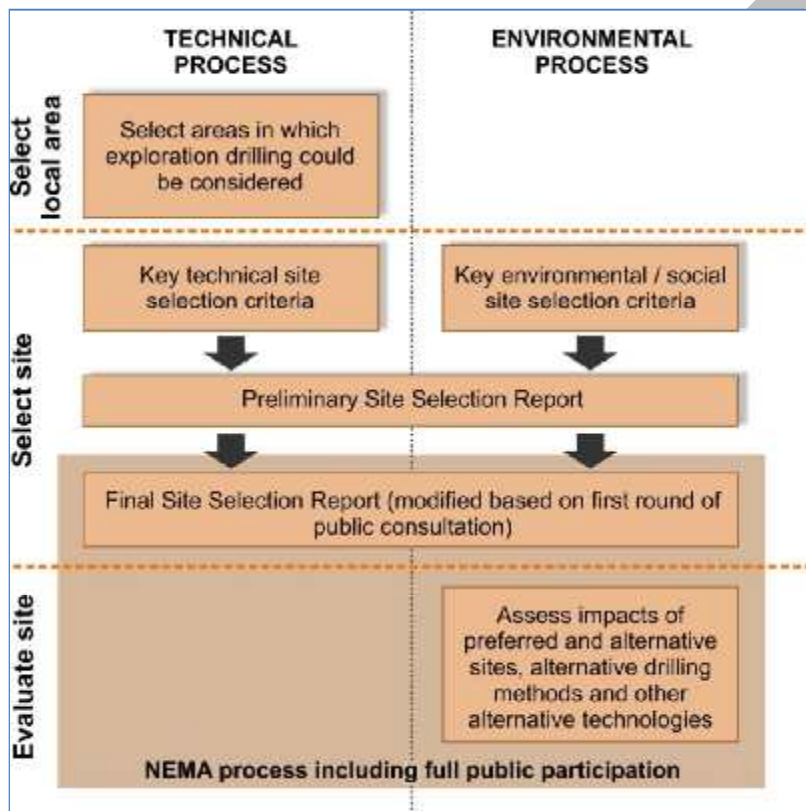 TECHNICAL
PROCESS
ENVIRONMENTAL
PROCESS
Select
local area
Select areas in which
exploration drilling could
be considered
Select site
Key technical site
selection criteria
Key environmental / social
site selection criteria
Preliminary Site Selection Report
Final Site Selection Report (modified based on first round of
public consultation)
Evaluate site
Assess impacts of
preferred and alternative
sites, alternative drilling
methods and other
alternative technologies
NEMA process including full public participation